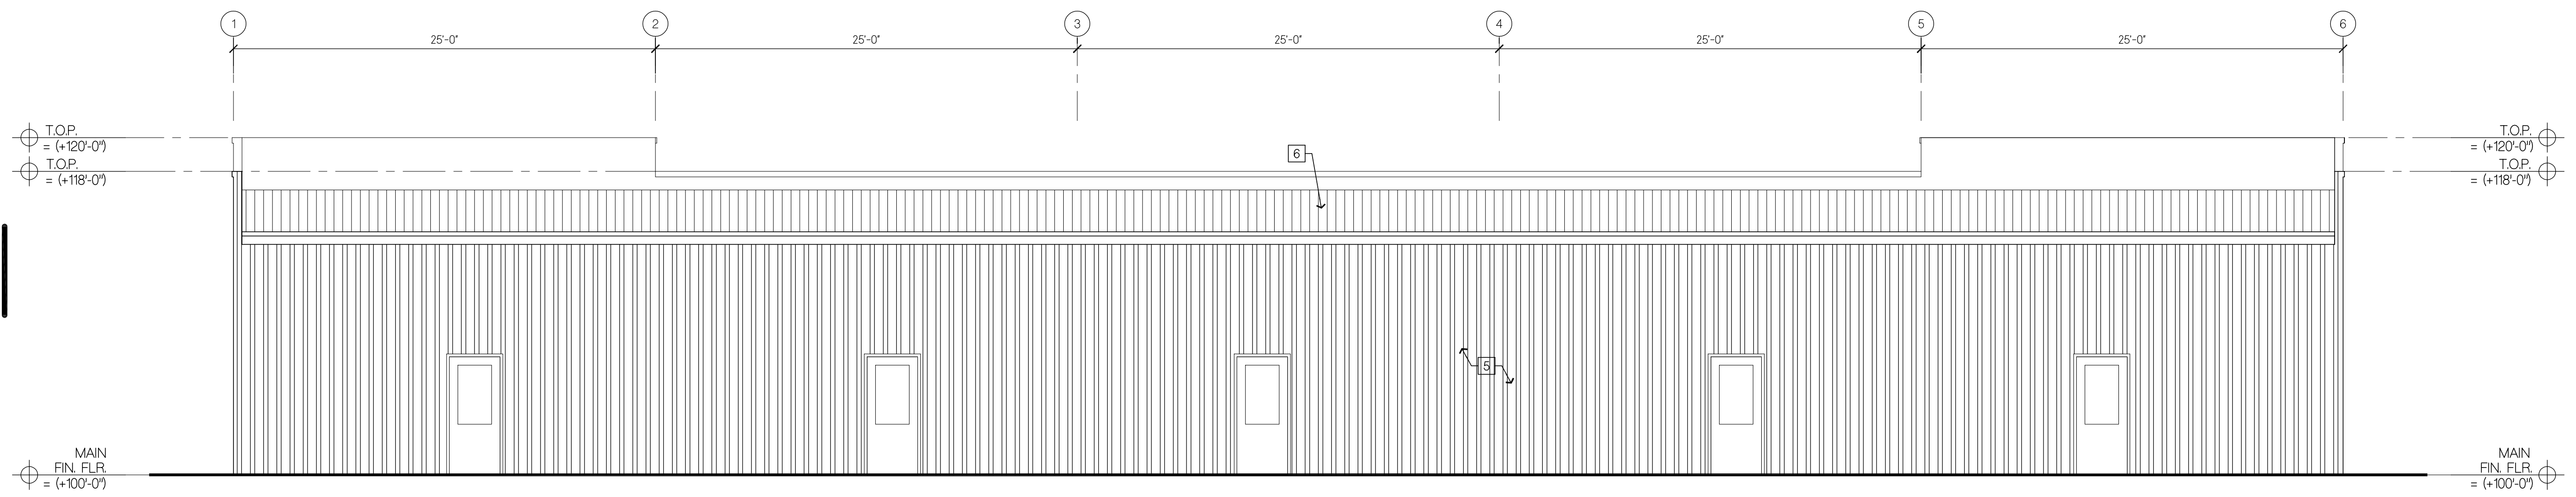 1 2 3 4 5 6
25'-0" 25'-0" 25'-0" 25'-0" 25'-0"
T.O.P.
= (+120'-0")
T.O.P.
= (+118'-0")
T.O.P.
= (+120'-0")
T.O.P.
= (+118'-0")
6
5
MAIN
FIN. FLR.
= (+100'-0")
MAIN
FIN. FLR.
= (+100'-0")